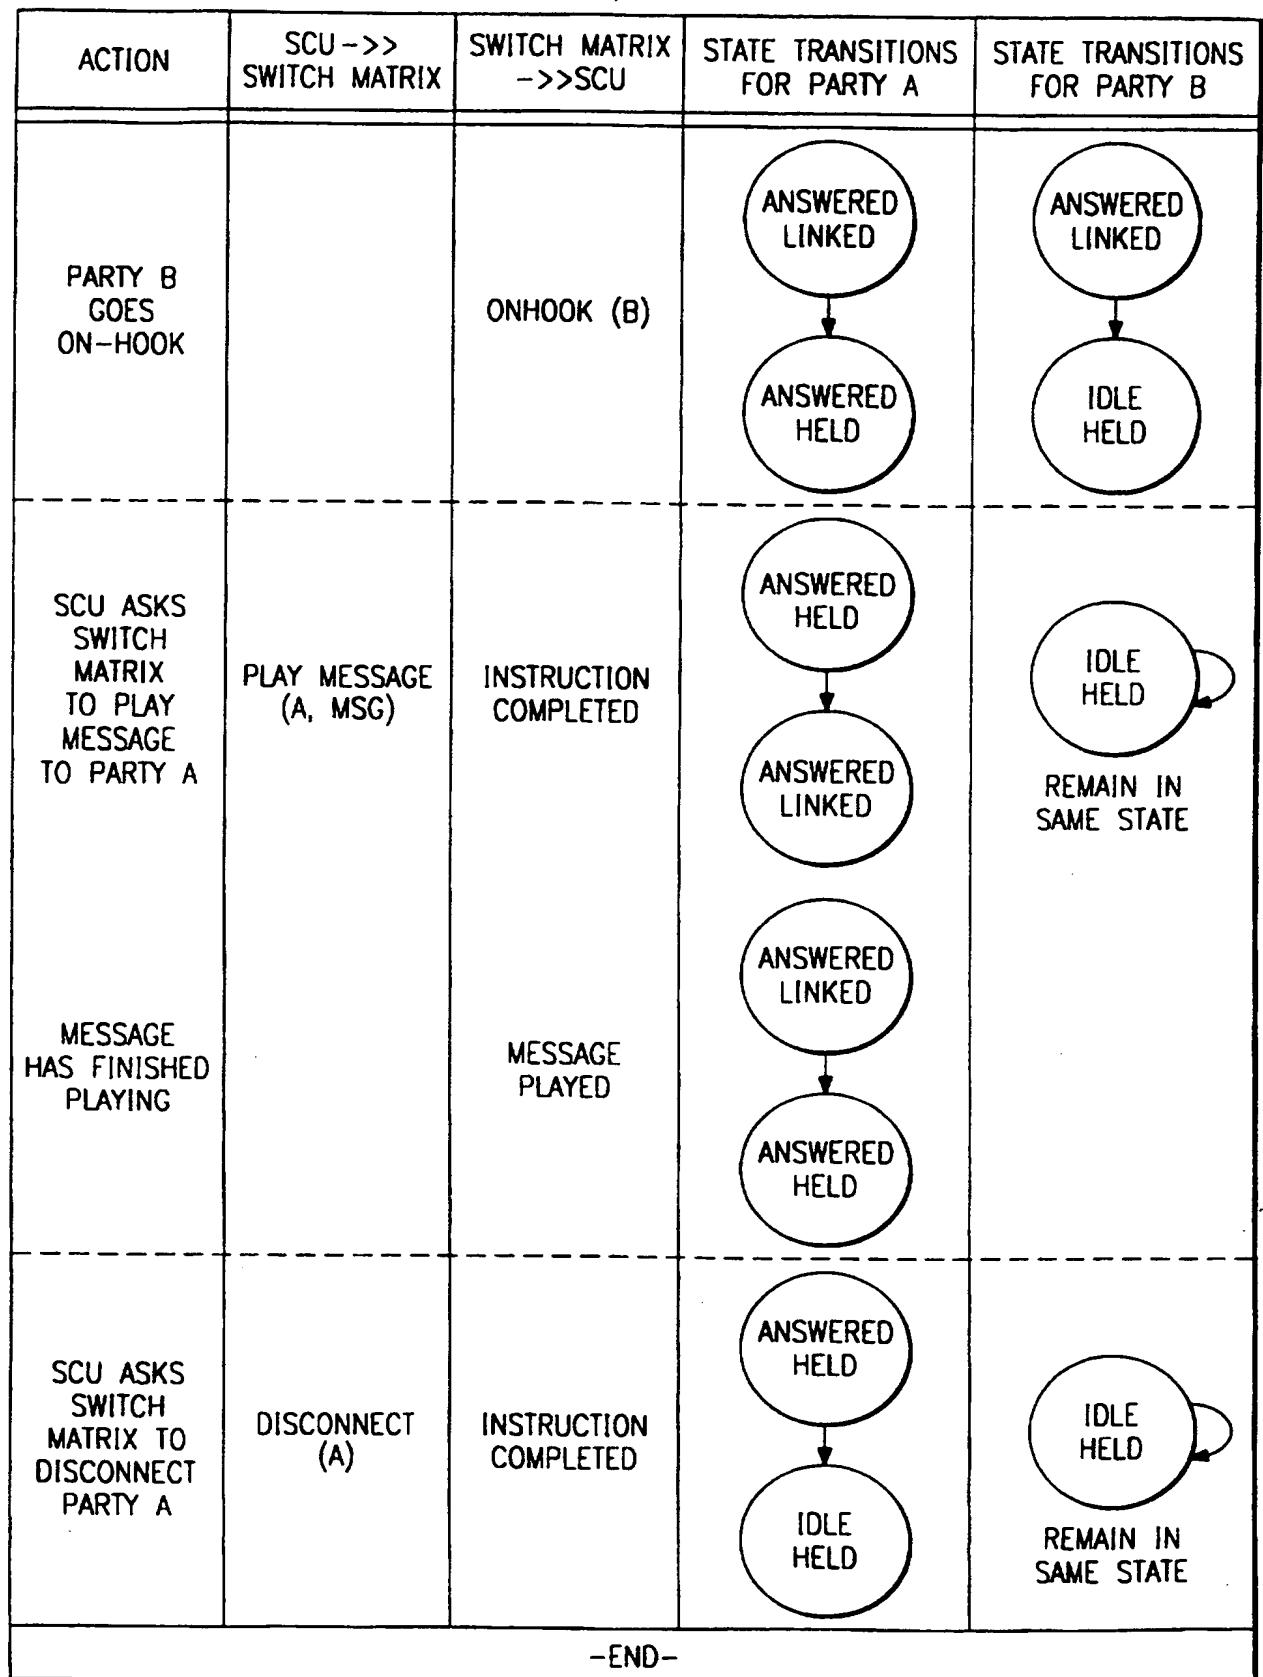 ACTION
SCU->>
SWITCH MATRIX
SWITCH MATRIX
->>SCU
STATE TRANSITIONS
FOR PARTY A
STATE TRANSITIONS
FOR PARTY B
PARTY B
GOES
ON-HOOK
ONHOOK (B)
ANSWERED
LINKED
ANSWERED
HELD
ANSWERED
LINKED
IDLE
HELD
SCU ASKS
SWITCH
MATRIX
TO PLAY
MESSAGE
TO PARTY A
PLAY MESSAGE
(A, MSG)
INSTRUCTION
COMPLETED
ANSWERED
HELD
ANSWERED
LINKED
IDLE
HELD
REMAIN IN
SAME STATE
MESSAGE
HAS FINISHED
PLAYING
MESSAGE
PLAYED
ANSWERED
LINKED
ANSWERED
HELD
SCU ASKS
SWITCH
MATRIX TO
DISCONNECT
PARTY A
DISCONNECT
(A)
INSTRUCTION
COMPLETED
ANSWERED
HELD
IDLE
HELD
IDLE
HELD
REMAIN IN
SAME STATE
-END-